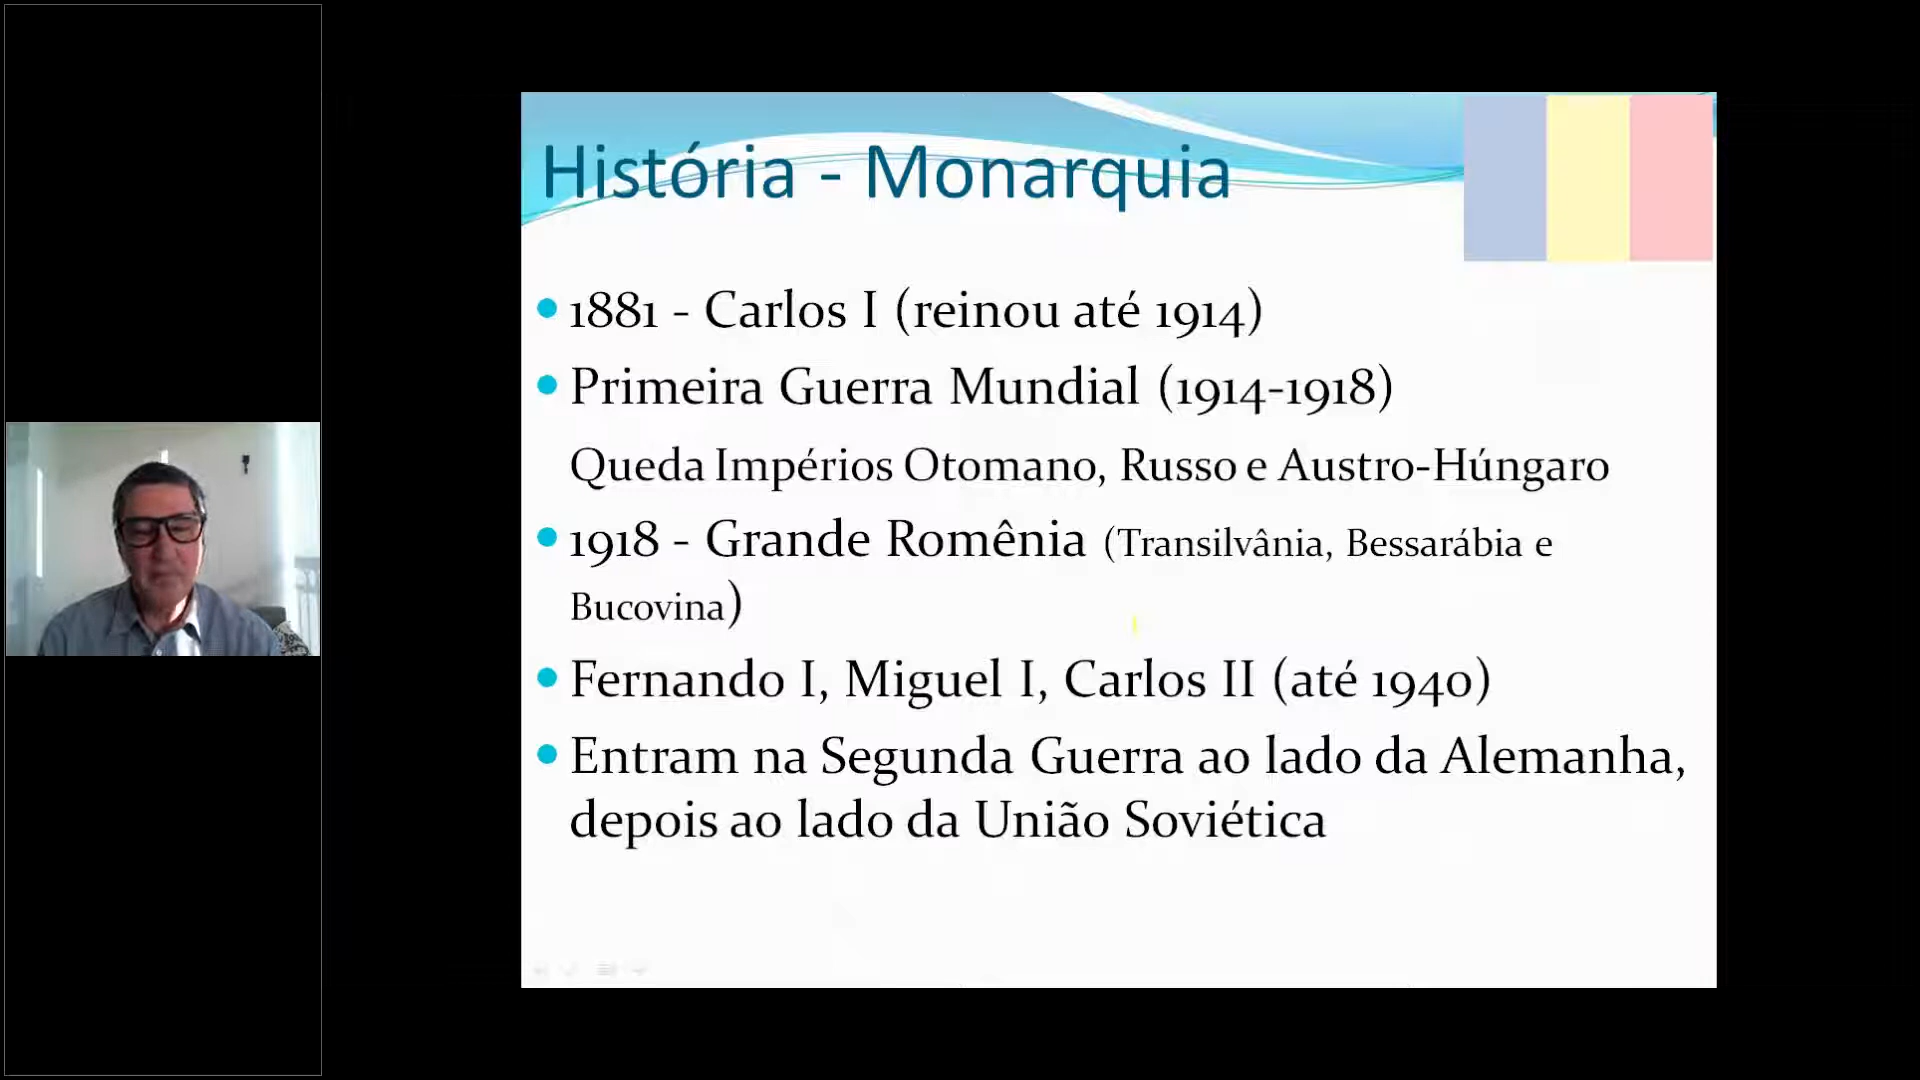 História - Monarquia
1881 - Carlos I (reinou até 1914)
Primeira Guerra Mundial (1914-1918)
Queda Impérios Otomano, Russo e Austro-Húngaro
1918 - Grande Romênia (Transilvânia, Bessarábia e
Bucovina)
Fernando I, Miguel I, Carlos II (até 1940)
Entram na Segunda Guerra ao lado da Alemanha,
depois ao lado da União Soviética